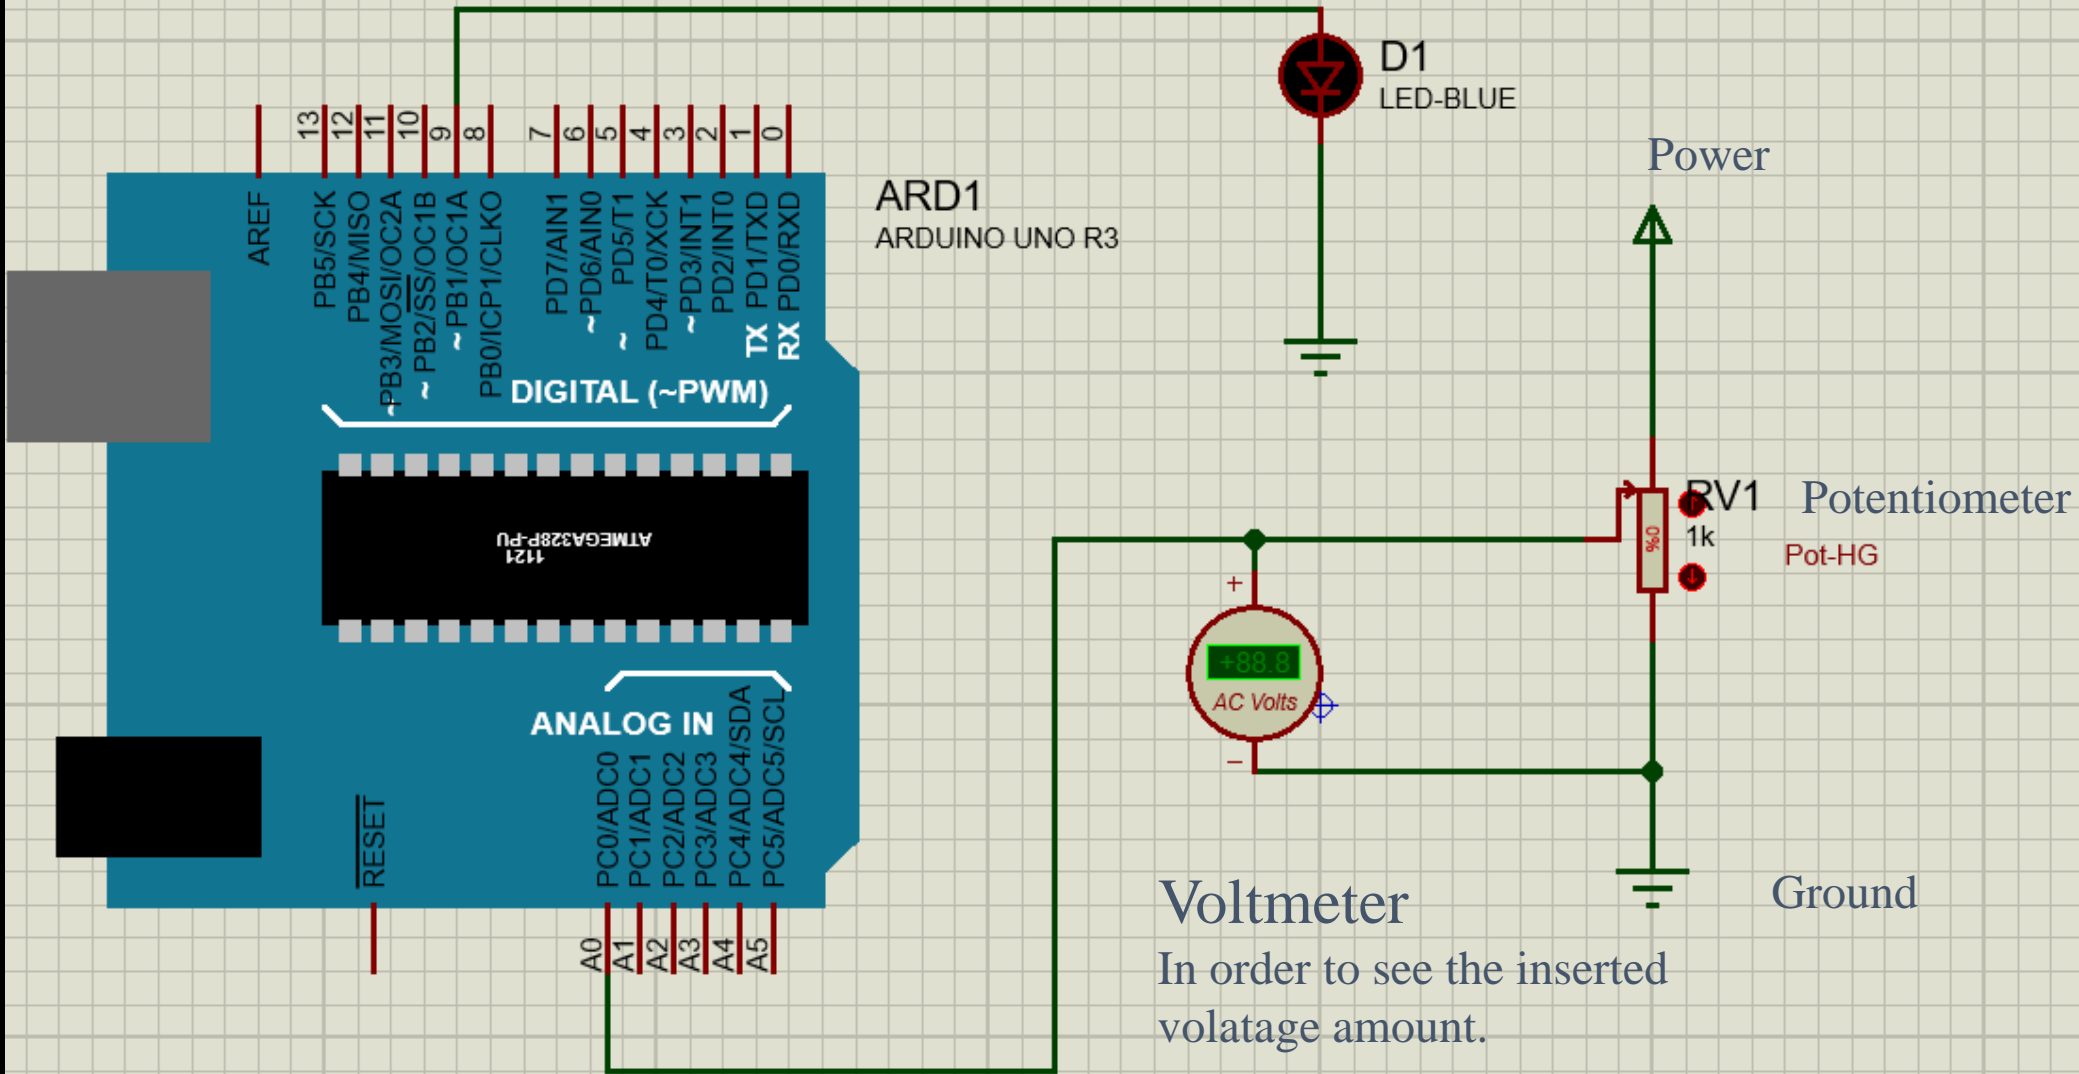 D1
LED-BLUE
Power
13
12
11
10
9
8
7
6
5
4
3
2
1
0
ARD1
ARDUINO UNO R3
AREF
PB5/SCK
PB4/MISO
~PB3/MOSI/OC2A
~ PB2/SS/OC1B
~ PB1/OC1A
PB0/ICP1/CLKO
PD7/AIN1
~PD6/AIN0
~ PD5/T1
PD4/T0/XCK
~PD3/INT1
PD2/INT0
TX PD1/TXD
RX PD0/RXD
DIGITAL (~PWM)
ATMEGA328P-PU
1121
RV1
1k
0%
Potentiometer
Pot-HG
+
+88.8
AC Volts
−
ANALOG IN
RESET
PC0/ADC0
PC1/ADC1
PC2/ADC2
PC3/ADC3
PC4/ADC4/SDA
PC5/ADC5/SCL
A0
A1
A2
A3
A4
A5
Ground
Voltmeter
In order to see the inserted
volatage amount.